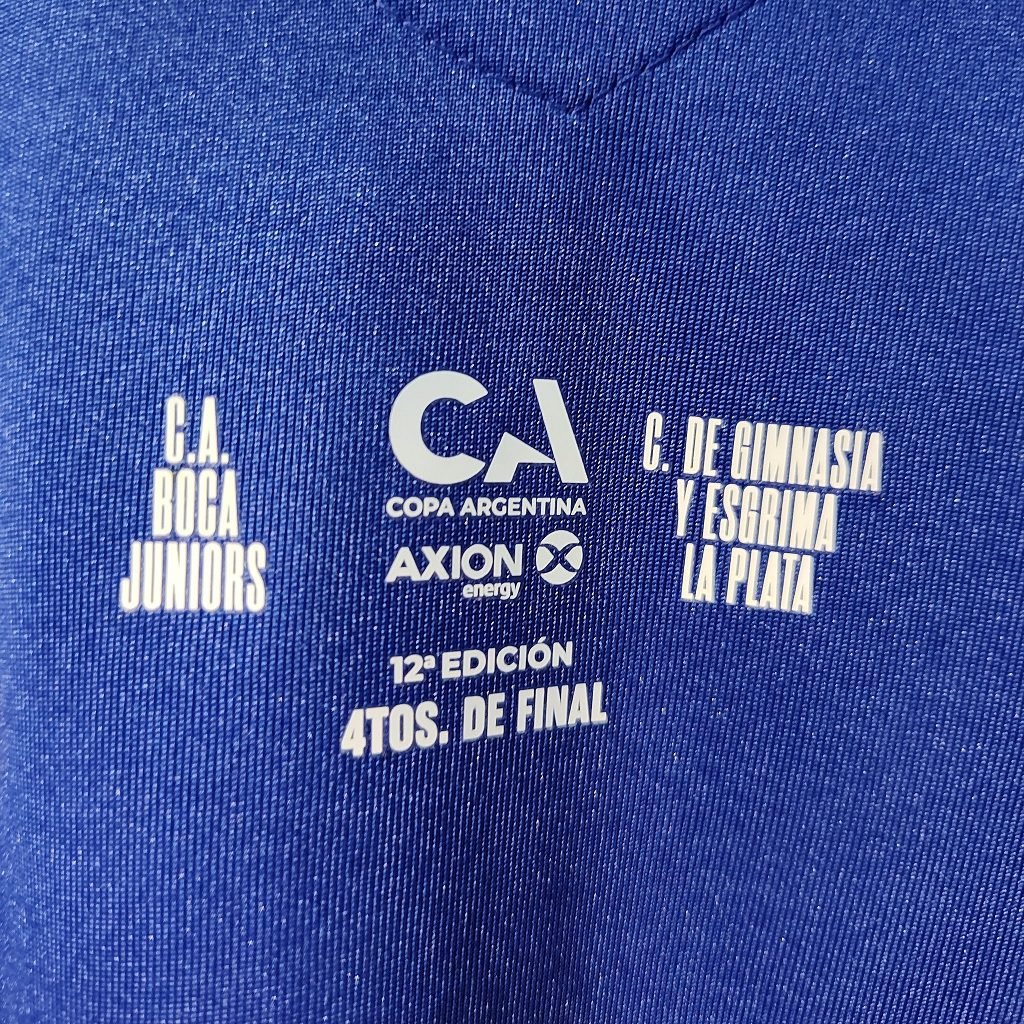 C.A.
BOCA
JUNIORS
CA
COPA ARGENTINA
AXION
energy
12ª EDICIÓN
4TOS. DE FINAL
C. DE GIMNASIA
Y ESGRIMA
LA PLATA